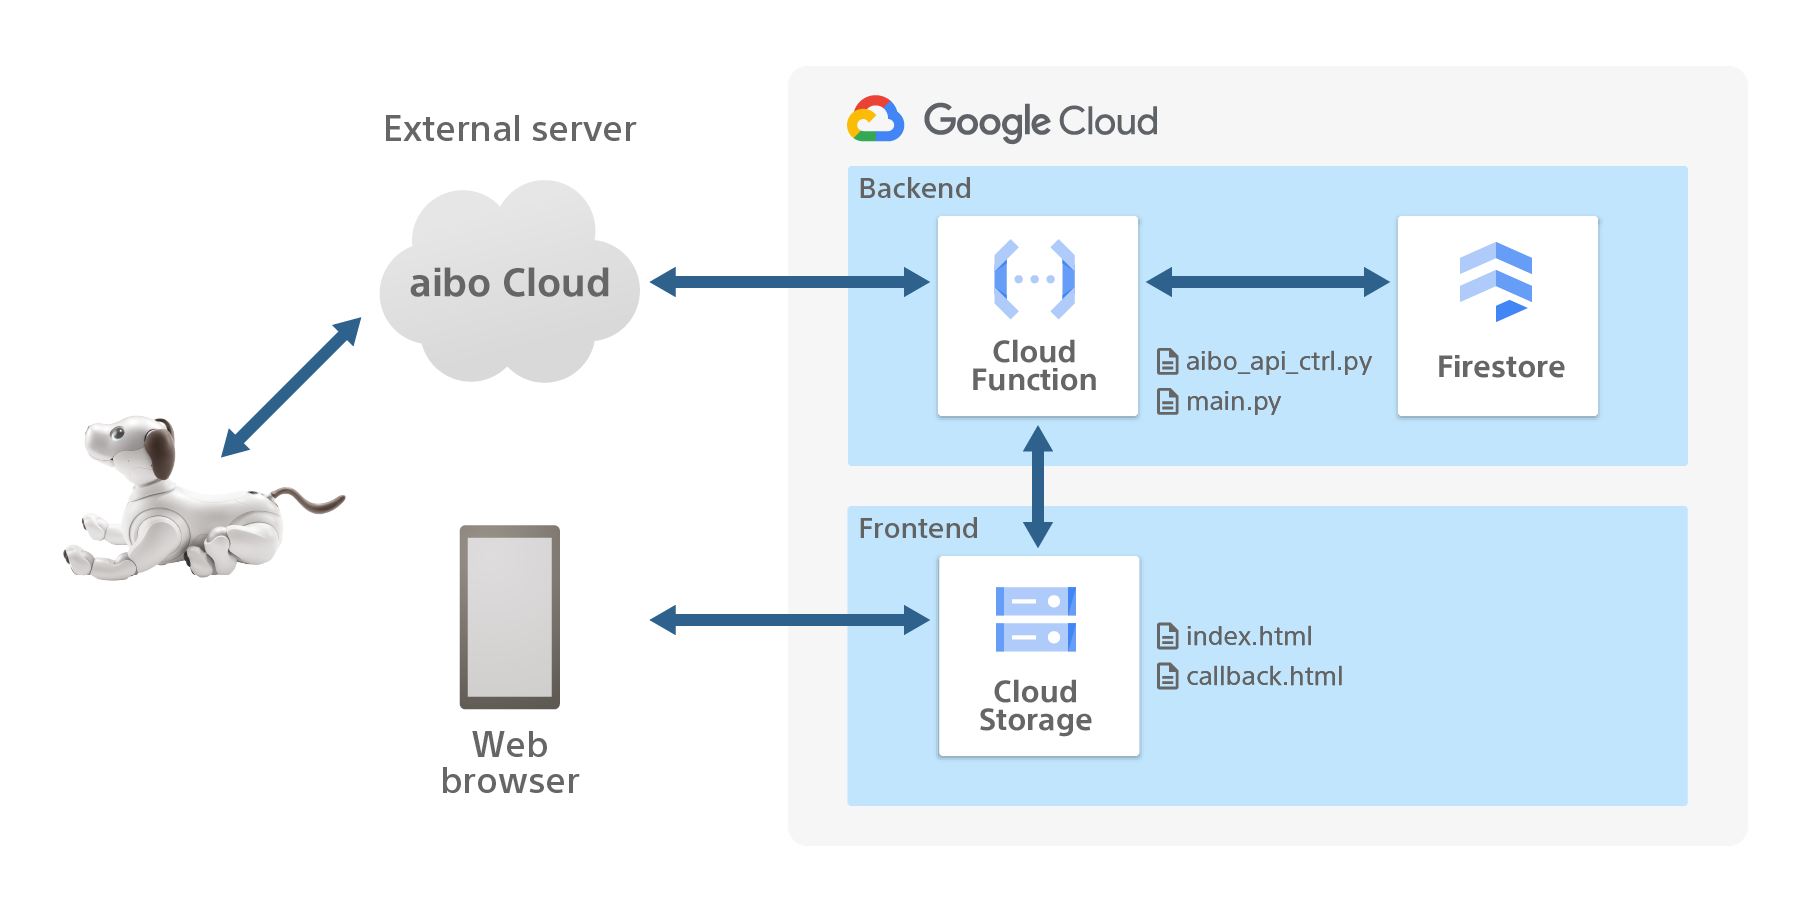 External server
aibo Cloud
Web
browser
Google Cloud
Backend
Cloud
Function
aibo_api_ctrl.py
main.py
Firestore
Frontend
Cloud
Storage
index.html
callback.html